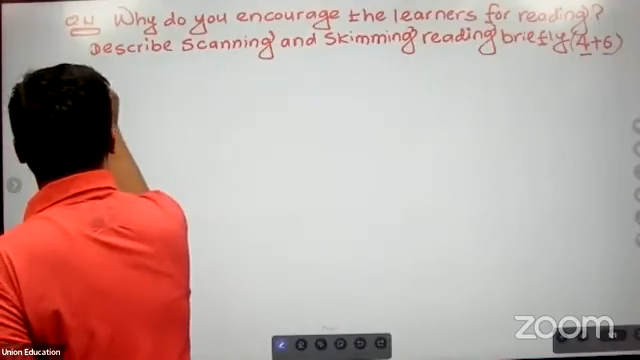 Q.N Why do you encourage the learners for reading?
Describe scanning and skimming reading briefly (4+6)
zoom
Union Education